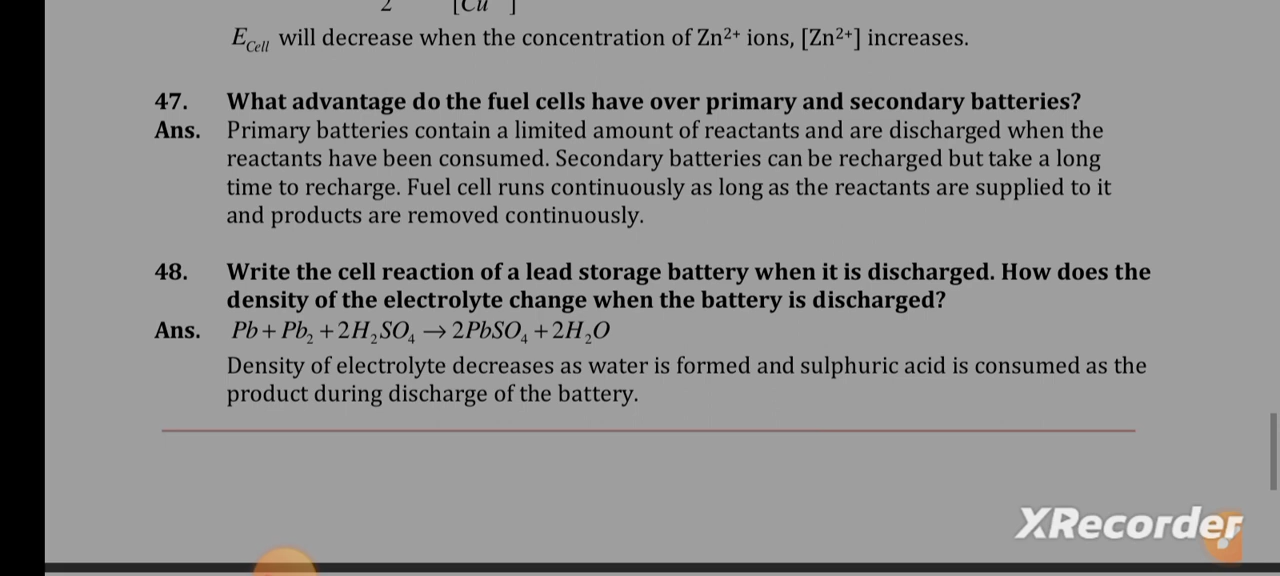 2 [Cu ]
E_Cell will decrease when the concentration of Zn²⁺ ions, [Zn²⁺] increases.
47. What advantage do the fuel cells have over primary and secondary batteries?
Ans. Primary batteries contain a limited amount of reactants and are discharged when the
reactants have been consumed. Secondary batteries can be recharged but take a long
time to recharge. Fuel cell runs continuously as long as the reactants are supplied to it
and products are removed continuously.
48. Write the cell reaction of a lead storage battery when it is discharged. How does the
density of the electrolyte change when the battery is discharged?
Ans. Pb + Pb₂ + 2H₂SO₄ → 2PbSO₄ + 2H₂O
Density of electrolyte decreases as water is formed and sulphuric acid is consumed as the
product during discharge of the battery.
XRecorder